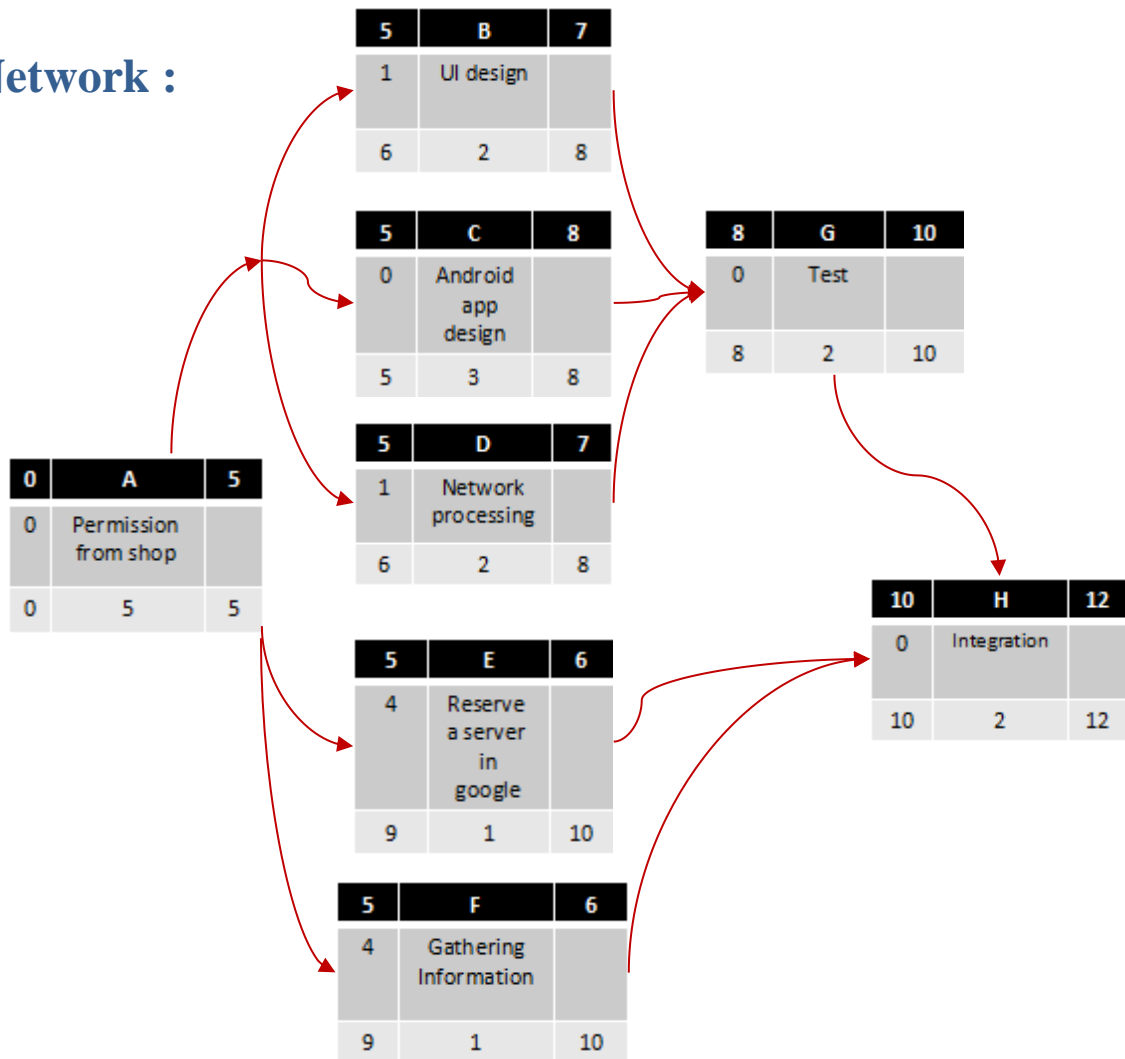 letwork :
5 B 7
1 UI design
6 2 8
5 C 8
0 Android
app
design
5 3 8
5 D 7
1 Network
processing
6 2 8
8 G 10
0 Test
8 2 10
0 A 5
0 Permission
from shop
0 5 5
5 E 6
4 Reserve
a server
in
google
9 1 10
10 H 12
0 Integration
10 2 12
5 F 6
4 Gathering
Information
9 1 10